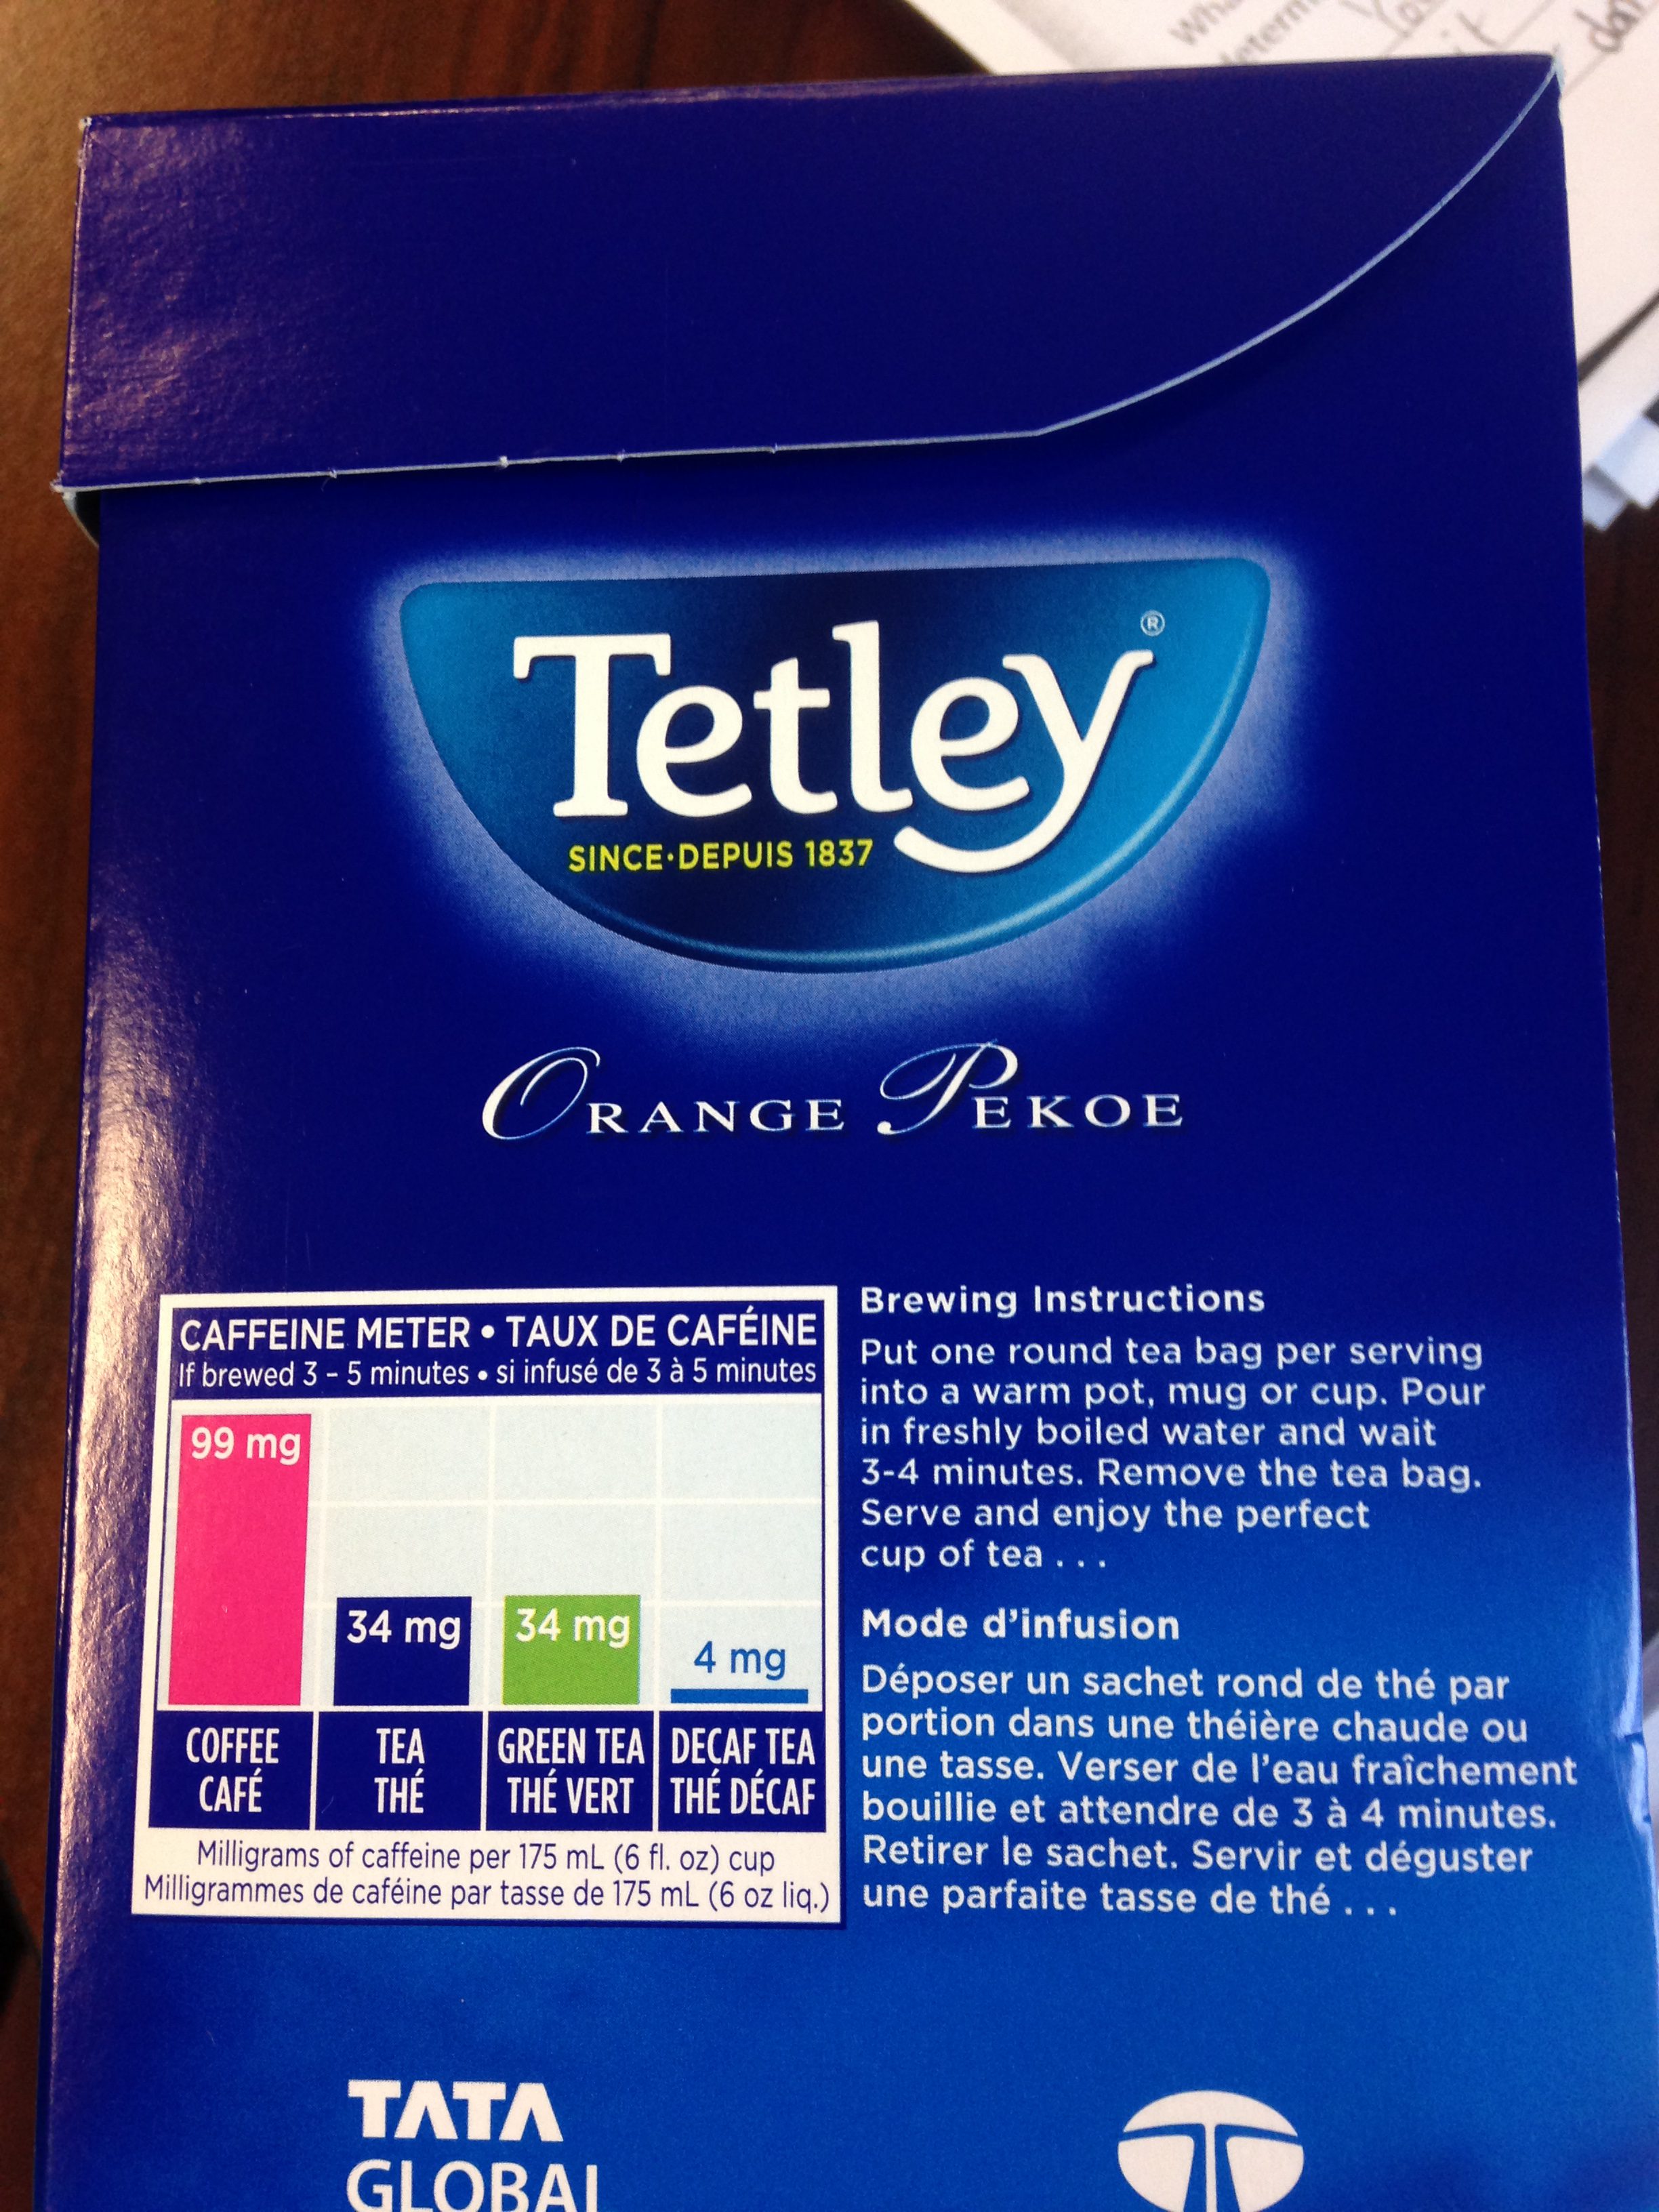 Tetley®
SINCE·DEPUIS 1837
ORANGE PEKOE
CAFFEINE METER • TAUX DE CAFÉINE
If brewed 3 - 5 minutes • si infusé de 3 à 5 minutes
99 mg
34 mg
34 mg
4 mg
COFFEE
CAFÉ
TEA
THÉ
GREEN TEA
THÉ VERT
DECAF TEA
THÉ DÉCAF
Milligrams of caffeine per 175 mL (6 fl. oz) cup
Milligrammes de caféine par tasse de 175 mL (6 oz liq.)
Brewing Instructions
Put one round tea bag per serving
into a warm pot, mug or cup. Pour
in freshly boiled water and wait
3-4 minutes. Remove the tea bag.
Serve and enjoy the perfect
cup of tea . . .
Mode d'infusion
Déposer un sachet rond de thé par
portion dans une théière chaude ou
une tasse. Verser de l'eau fraîchement
bouillie et attendre de 3 à 4 minutes.
Retirer le sachet. Servir et déguster
une parfaite tasse de thé . . .
TATA
GLOBAL